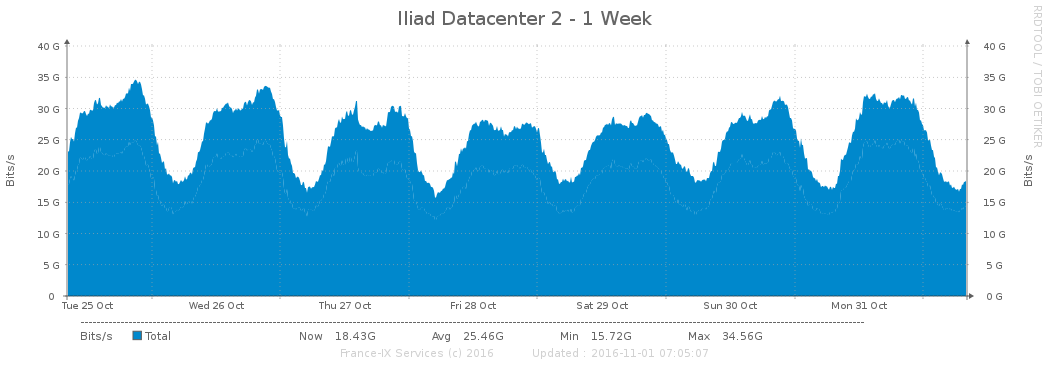 Iliad Datacenter 2 - 1 Week
RRDTOOL / TOBI OETIKER
40 G 40 G
35 G 35 G
30 G 30 G
25 G 25 G
20 G 20 G
15 G 15 G
10 G 10 G
5 G 5 G
0 0 G
Bits/s Bits/s
Tue 25 Oct Wed 26 Oct Thu 27 Oct Fri 28 Oct Sat 29 Oct Sun 30 Oct Mon 31 Oct
Bits/s Total Now 18.43G Avg 25.46G Min 15.72G Max 34.56G
France-IX Services (c) 2016 Updated : 2016-11-01 07:05:07